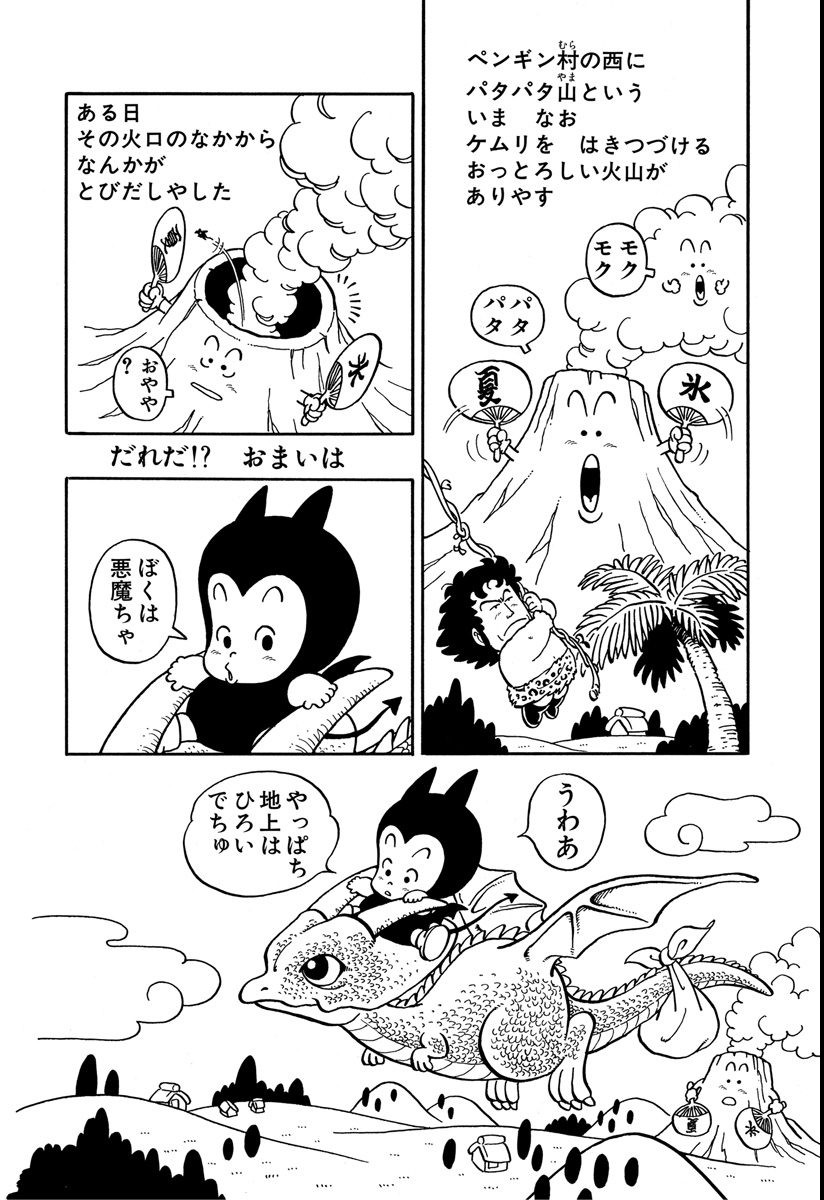 ペンギン村の西に
パタパタ山という
いま　なお
ケムリを　はきつづける
おっとろしい火山が
ありやす
モク
モク
パタ
パタ
夏
氷
ある日
その火口のなかから
なんかが
とびだしやした
おやや
?
氷
だれだ!?　おまいは
ぼくは
悪魔ちゃ
うわあ
やっぱち
地上は
ひろい
でちゅ
夏
氷